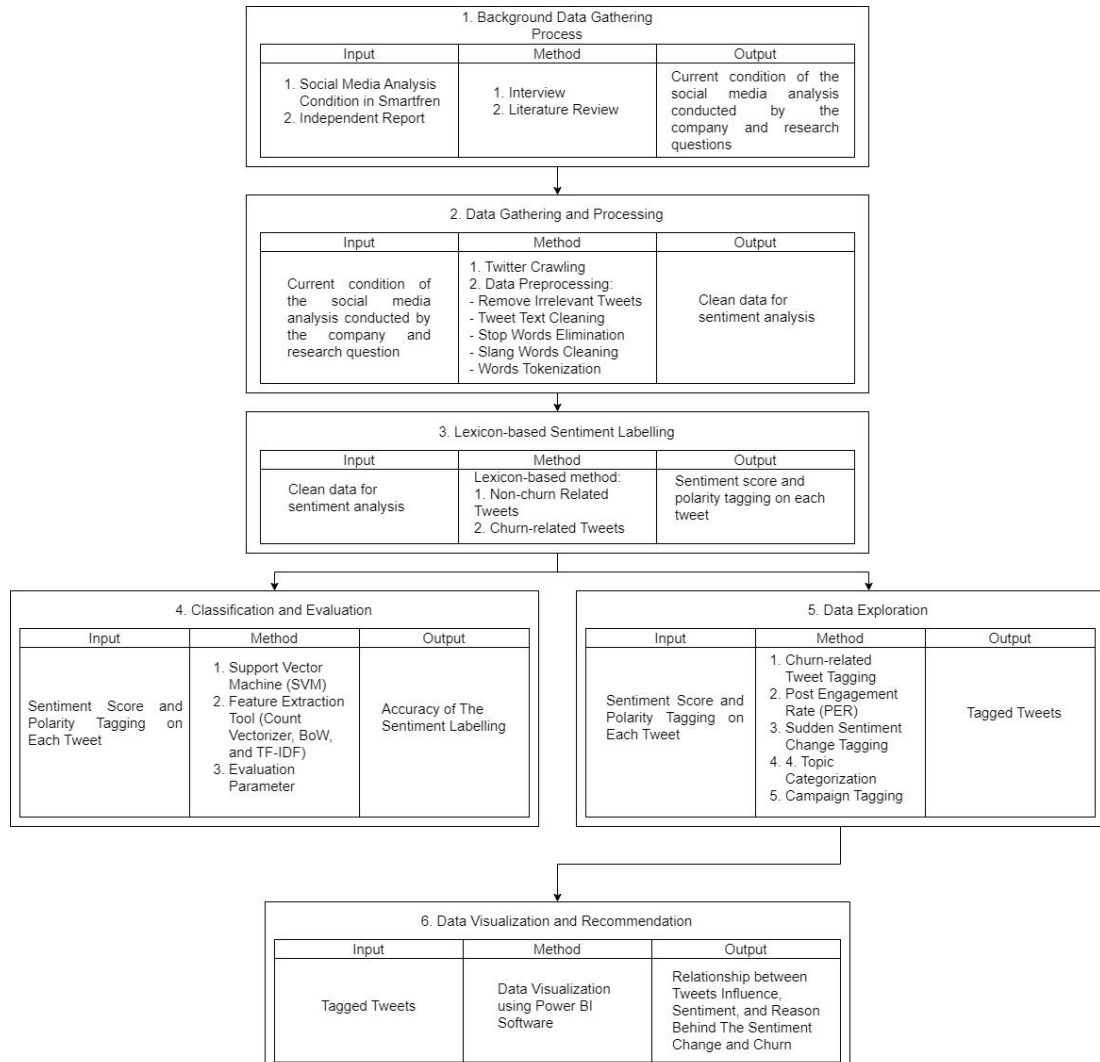 1. Background Data Gathering
Process
Input
Method
Output
1. Social Media Analysis
Condition in Smartfren
2. Independent Report
1. Interview
2. Literature Review
Current condition of the
social media analysis
conducted by the
company and research
questions
2. Data Gathering and Processing
Input
Method
Output
Current condition of
the social media
analysis conducted by
the company and
research question
1. Twitter Crawling
2. Data Preprocessing:
- Remove Irrelevant Tweets
- Tweet Text Cleaning
- Stop Words Elimination
- Slang Words Cleaning
- Words Tokenization
Clean data for
sentiment analysis
3. Lexicon-based Sentiment Labelling
Input
Method
Output
Clean data for
sentiment analysis
Lexicon-based method:
1. Non-churn Related
Tweets
2. Churn-related Tweets
Sentiment score and
polarity tagging on each
tweet
4. Classification and Evaluation
Input
Method
Output
Sentiment Score and
Polarity Tagging on
Each Tweet
1. Support Vector
Machine (SVM)
2. Feature Extraction
Tool (Count
Vectorizer, BoW,
and TF-IDF)
3. Evaluation
Parameter
Accuracy of The
Sentiment Labelling
5. Data Exploration
Input
Method
Output
Sentiment Score and
Polarity Tagging on
Each Tweet
1. Churn-related
Tweet Tagging
2. Post Engagement
Rate (PER)
3. Sudden Sentiment
Change Tagging
4. 4. Topic
Categorization
5. Campaign Tagging
Tagged Tweets
6. Data Visualization and Recommendation
Input
Method
Output
Tagged Tweets
Data Visualization
using Power BI
Software
Relationship between
Tweets Influence,
Sentiment, and Reason
Behind The Sentiment
Change and Churn